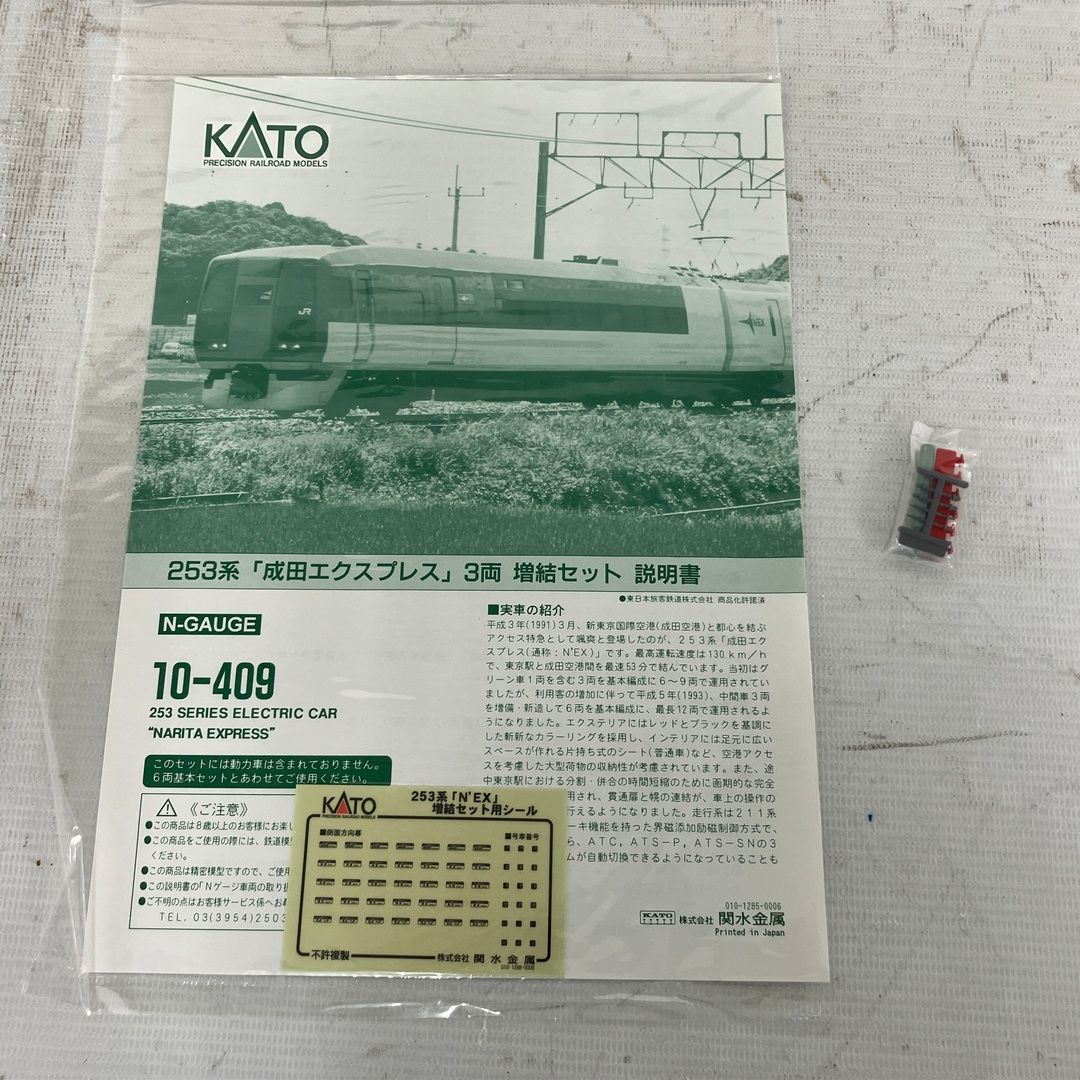 KATO
PRECISION RAILROAD MODELS
JR
N'EX
253系「成田エクスプレス」3両 増結セット 説明書
●東日本旅客鉄道株式会社 商品化許諾済
N-GAUGE
10-409
253 SERIES ELECTRIC CAR
"NARITA EXPRESS"
このセットには動力車は含まれておりません。
6両基本セットとあわせてご使用ください。
⚠《ご注意》
●この商品は8歳以上のお客様にお楽し
●この商品をご使用の際には、鉄道模
ください。
●この商品は精密模型ですので、ご使用
●この説明書の「Nゲージ車両の取り扱
●ご不明の点はお客様サービス係へお
TEL. 03(3954)2503
■実車の紹介
平成3年(1991)3月、新東京国際空港(成田空港)と都心を結ぶ
アクセス特急として颯爽と登場したのが、253系「成田エク
スプレス(通称：N'EX)」です。最高運転速度は130km/h
で、東京駅と成田空港間を最速53分で結んでいます。当初はグ
リーン車1両を含む3両を基本編成に6～9両で運用されてい
ましたが、利用客の増加に伴って平成5年(1993)、中間車3両
を増備・新造して6両を基本編成に、最長12両で運用されるよ
うになりました。エクステリアにはレッドとブラックを基調に
した斬新なカラーリングを採用し、インテリアには足元に広い
スペースが作れる片持ち式のシート(普通車)など、空港アクセ
スを考慮した大型荷物の収納性が考慮されています。また、途
中東京駅における分割・併合の時間短縮のために画期的な完全
用され、貫通扉と幌の連結が、車上の操作の
行えるようになりました。走行系は211系
ーキ機能を持った界磁添加励磁制御方式で、
ら、ATC, ATS-P, ATS-SNの3
ムが自動切換できるようになっていることも
010-1285-0006
KATO 株式会社 関水金属
Printed in Japan
KATO
PRECISION RAILROAD MODELS
253系「N'EX」
増結セット用シール
■側面方向幕
■号車番号
不許複製
株式会社 関水金属
010-1286-0006